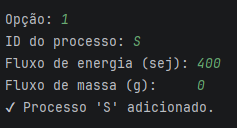 Opção: 1
ID do processo: S
Fluxo de energia (sej): 400
Fluxo de massa (g):     0
✓ Processo 'S' adicionado.